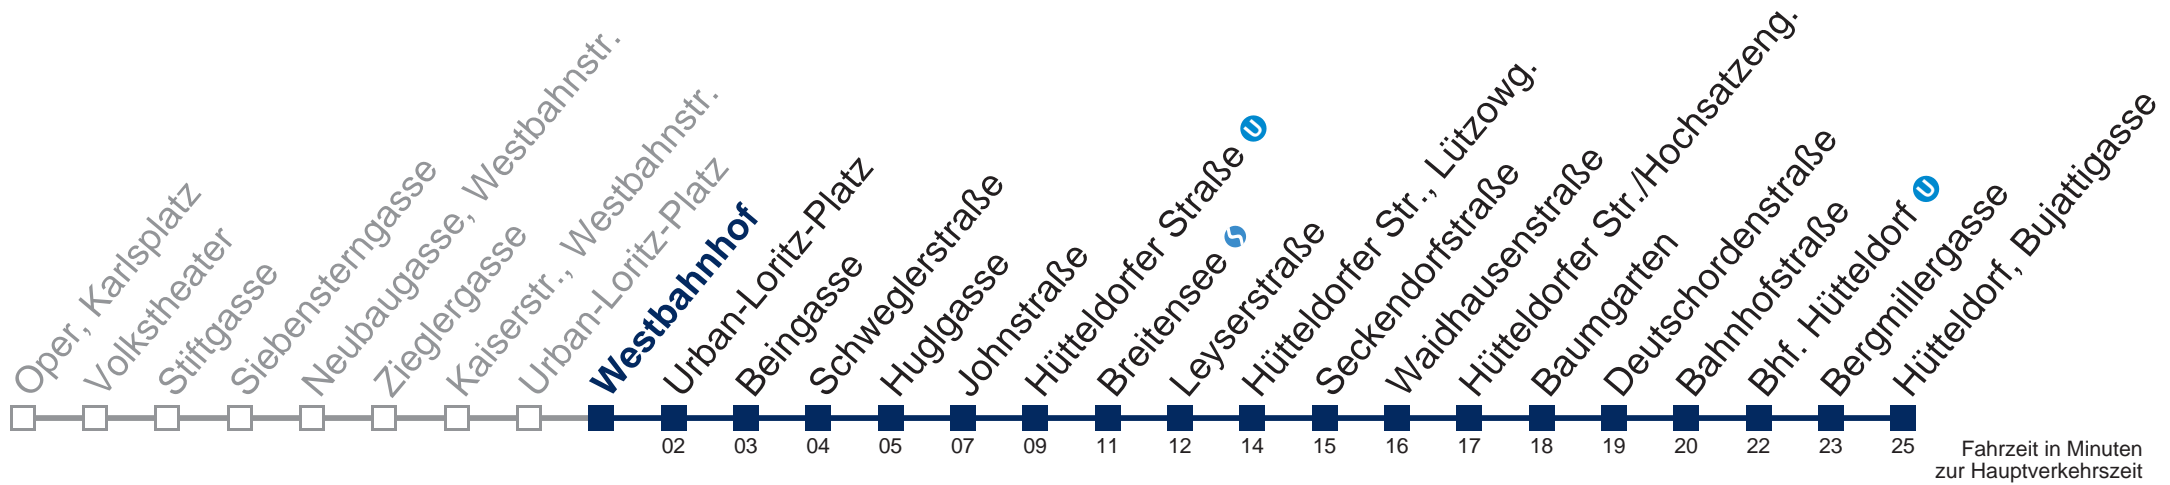 Oper, Karlsplatz
Volkstheater
Stiftgasse
Siebensterngasse
Neubaugasse, Westbahnstr.
Zieglergasse
Kaiserstr., Westbahnstr.
Urban-Loritz-Platz
Westbahnhof
Urban-Loritz-Platz
Beingasse
Schweglerstraße
Huglgasse
Johnstraße
Hütteldorfer Straße U
Breitensee S
Leyserstraße
Hütteldorfer Str., Lützowg.
Seckendorfstraße
Waidhausenstraße
Hütteldorfer Str./Hochsatzeng.
Baumgarten
Deutschordenstraße
Bahnhofstraße
Bhf. Hütteldorf U
Bergmillergasse
Hütteldorf, Bujattigasse
02 03 04 05 07 09 11 12 14 15 16 17 18 19 20 22 23 25
Fahrzeit in Minuten
zur Hauptverkehrszeit